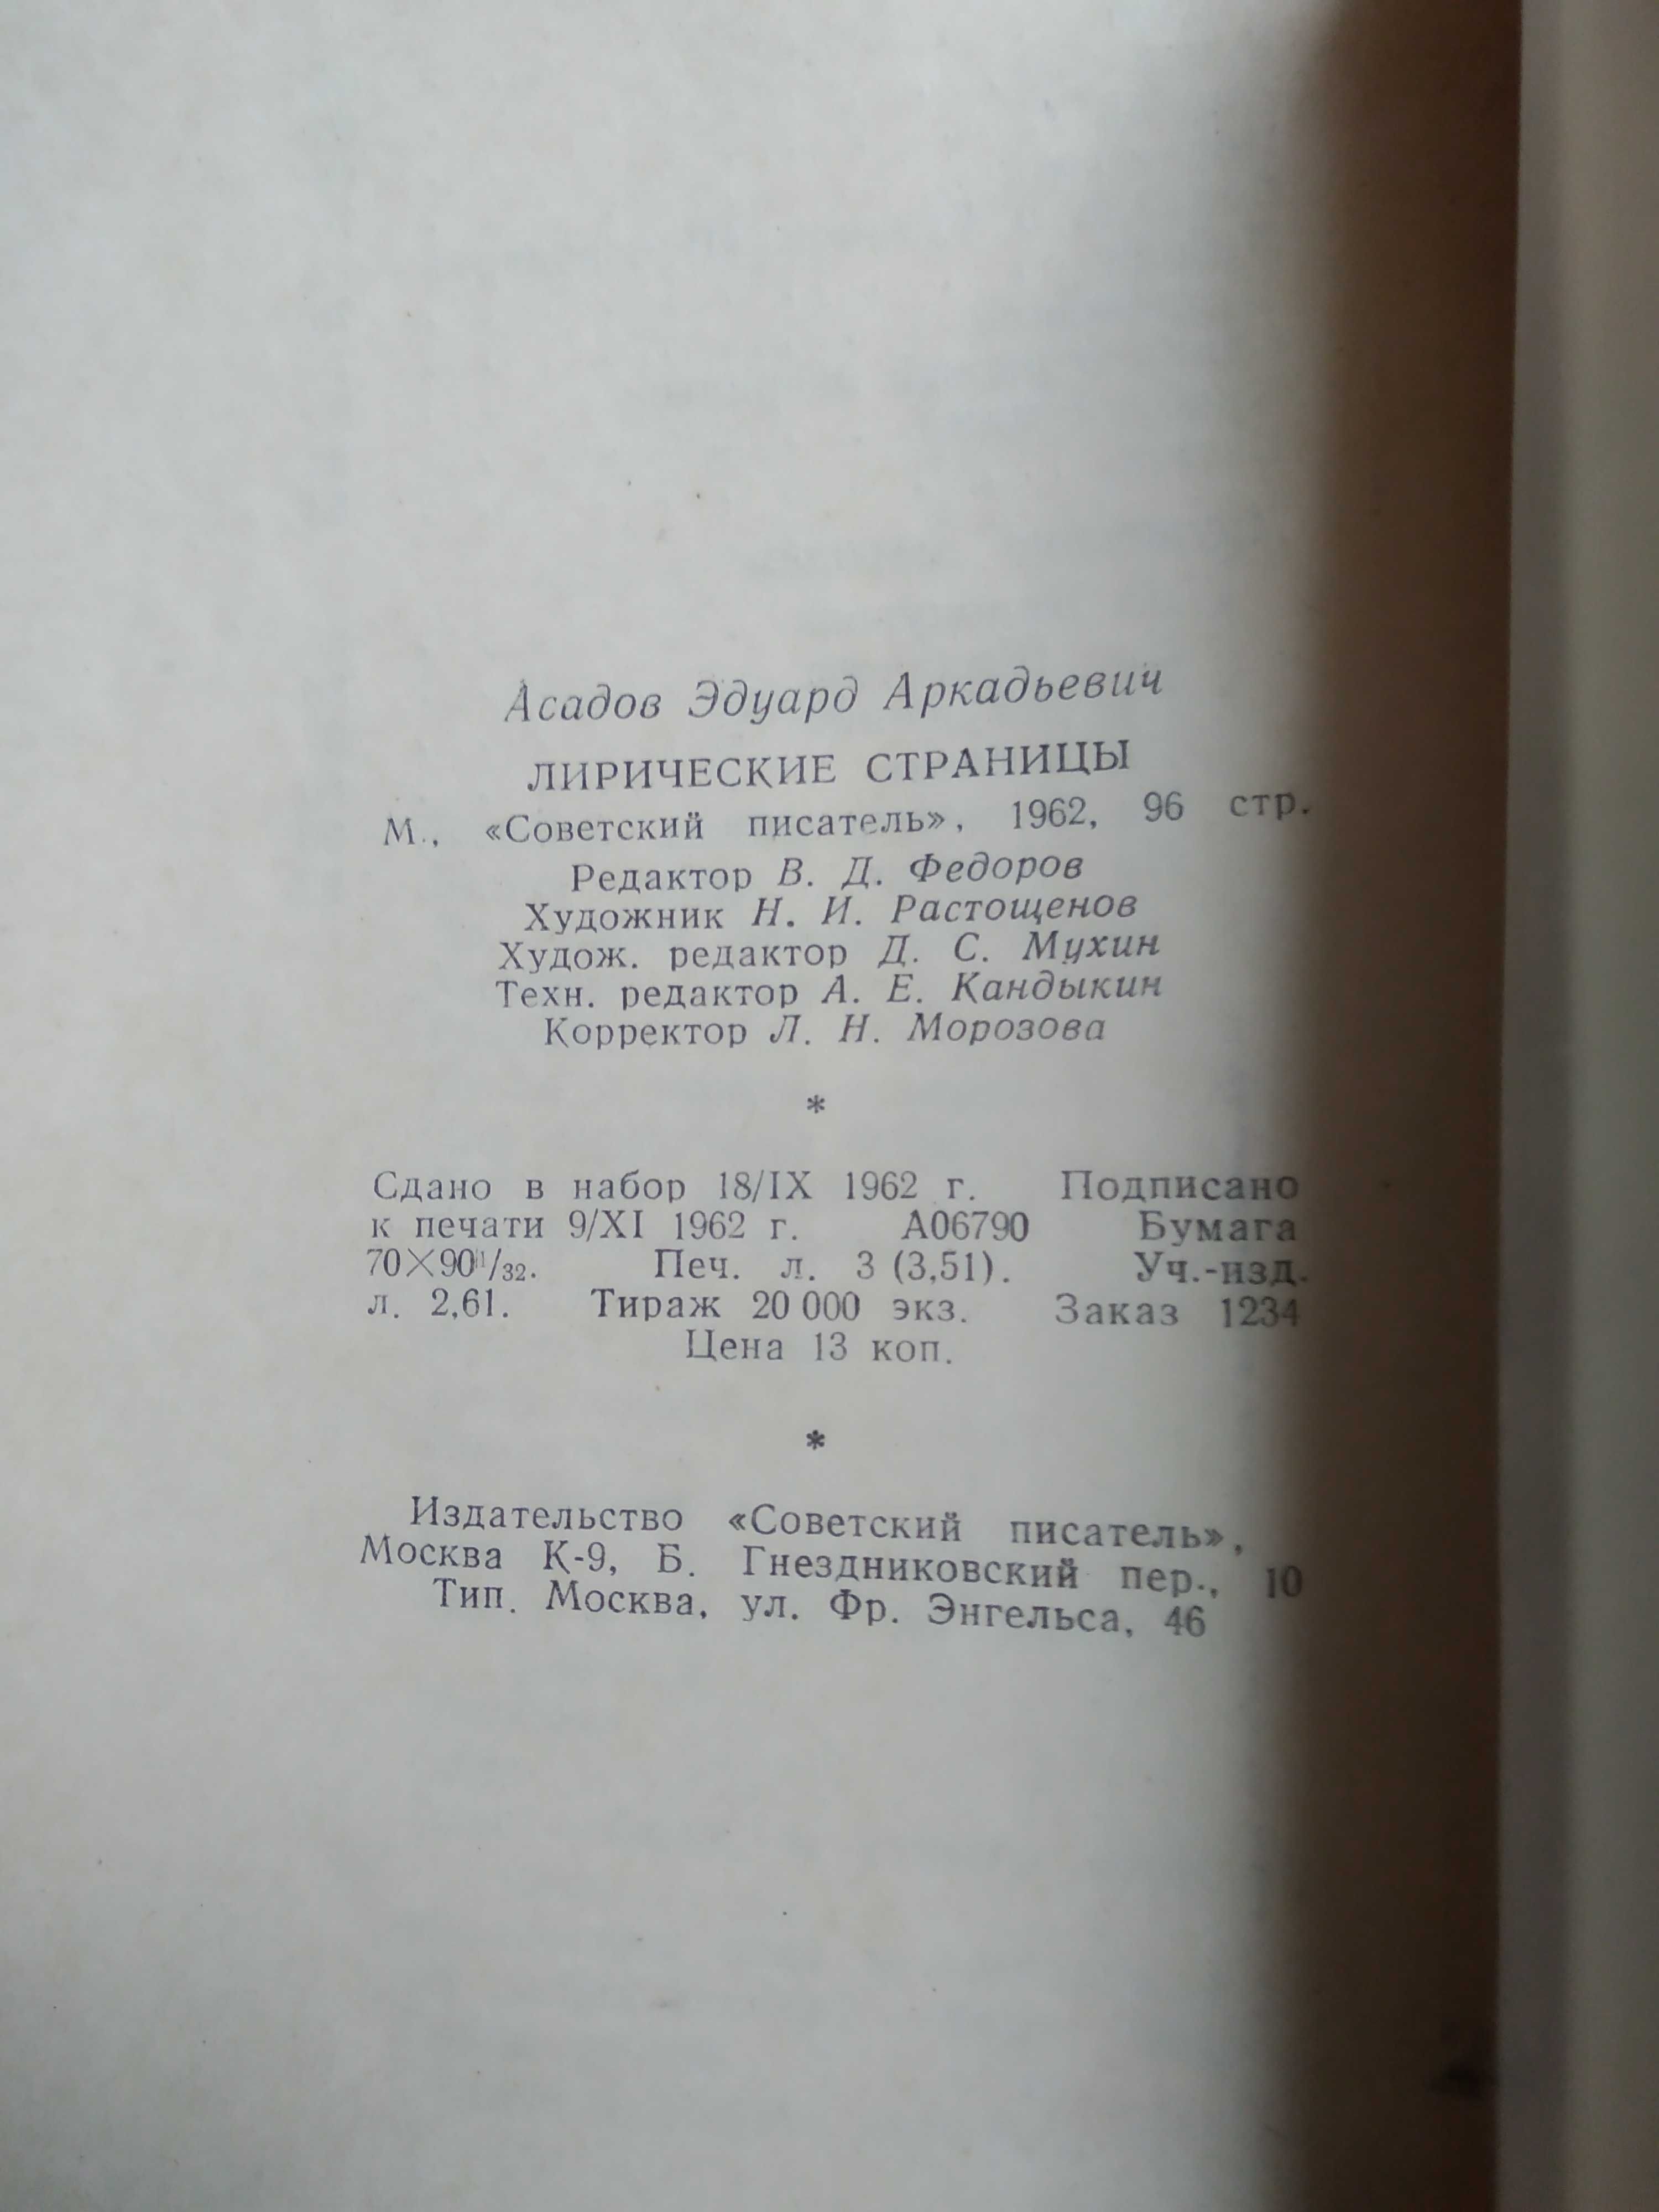 Асадов Эдуард Аркадьевич
ЛИРИЧЕСКИЕ СТРАНИЦЫ
М., «Советский писатель», 1962, 96 стр.
Редактор В. Д. Федоров
Художник Н. И. Растощенов
Худож. редактор Д. С. Мухин
Техн. редактор А. Е. Кандыкин
Корректор Л. Н. Морозова
*
Сдано в набор 18/IX 1962 г. Подписано
к печати 9/XI 1962 г. А06790 Бумага
70×90 1/32. Печ. л. 3 (3,51). Уч.-изд.
л. 2,61. Тираж 20 000 экз. Заказ 1234
Цена 13 коп.
*
Издательство «Советский писатель»,
Москва К-9, Б. Гнездниковский пер., 10
Тип. Москва, ул. Фр. Энгельса, 46